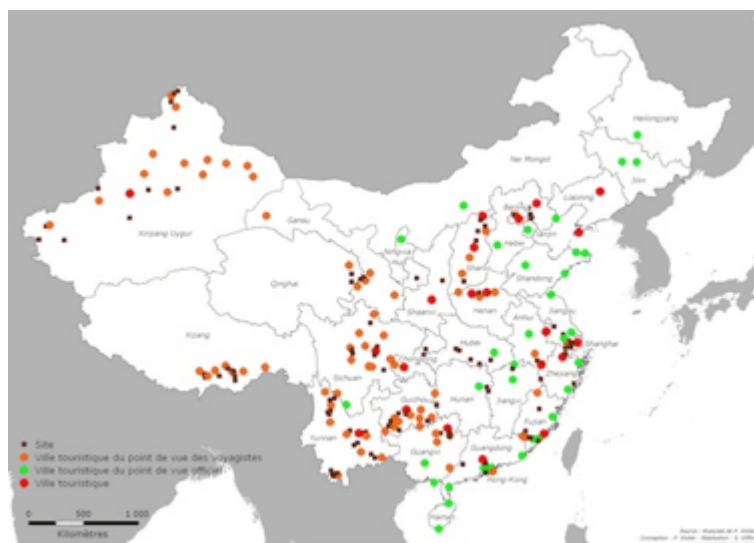 Heilongjiang
Jilin
Nei Mongol
Liaoning
Beijing
Gansu
Tianjin
Xinjiang Uygur
Ningxia
Hebei
Shanxi
Shandong
Qinghai
Shaanxi
Henan
Jiangsu
Anhui
Xizang
Hubei
Shanghai
Sichuan
Zhejiang
Hunan
Jiangxi
Guizhou
Fujian
Yunnan
Guangxi
Guangdong
Hong-Kong
Hainan
Site
Ville touristique du point de vue des voyagistes
Ville touristique du point de vue officiel
Ville touristique
0 500 1 000
Kilomètres